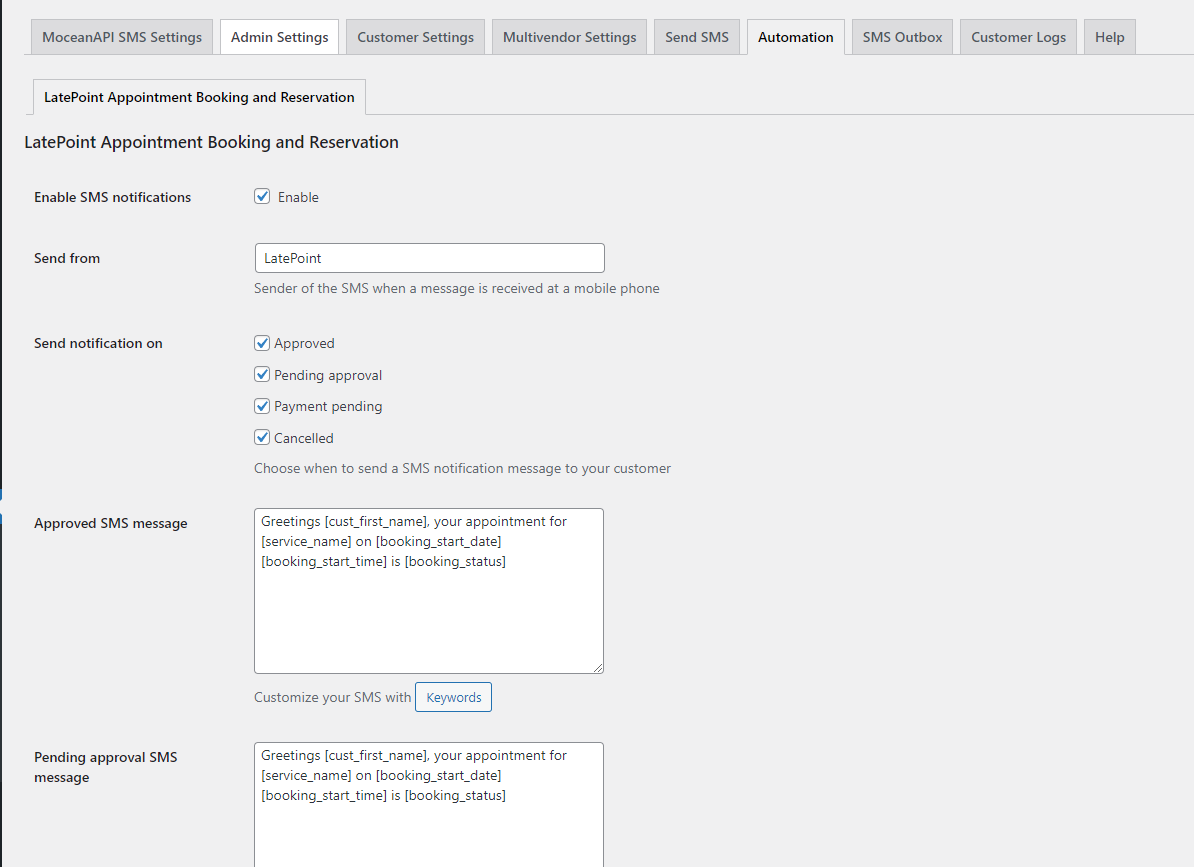 MoceanAPI SMS Settings Admin Settings Customer Settings Multivendor Settings Send SMS Automation SMS Outbox Customer Logs Help
LatePoint Appointment Booking and Reservation
LatePoint Appointment Booking and Reservation
Enable SMS notifications Enable
Send from LatePoint
Sender of the SMS when a message is received at a mobile phone
Send notification on Approved
Pending approval
Payment pending
Cancelled
Choose when to send a SMS notification message to your customer
Approved SMS message
Greetings [cust_first_name], your appointment for
[service_name] on [booking_start_date]
[booking_start_time] is [booking_status]
Customize your SMS with Keywords
Pending approval SMS
message
Greetings [cust_first_name], your appointment for
[service_name] on [booking_start_date]
[booking_start_time] is [booking_status]